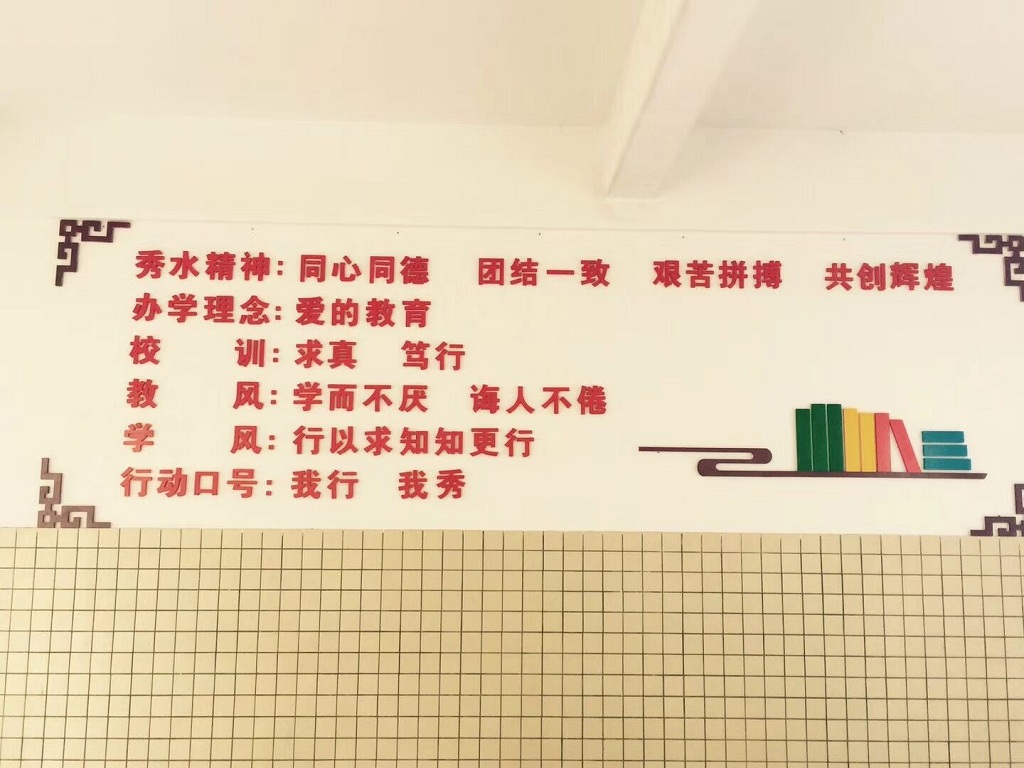 秀水精神：同心同德 团结一致 艰苦拼搏 共创辉煌
办学理念：爱的教育
校 训：求真 笃行
教 风：学而不厌 诲人不倦
学 风：行以求知知更行
行动口号：我行 我秀